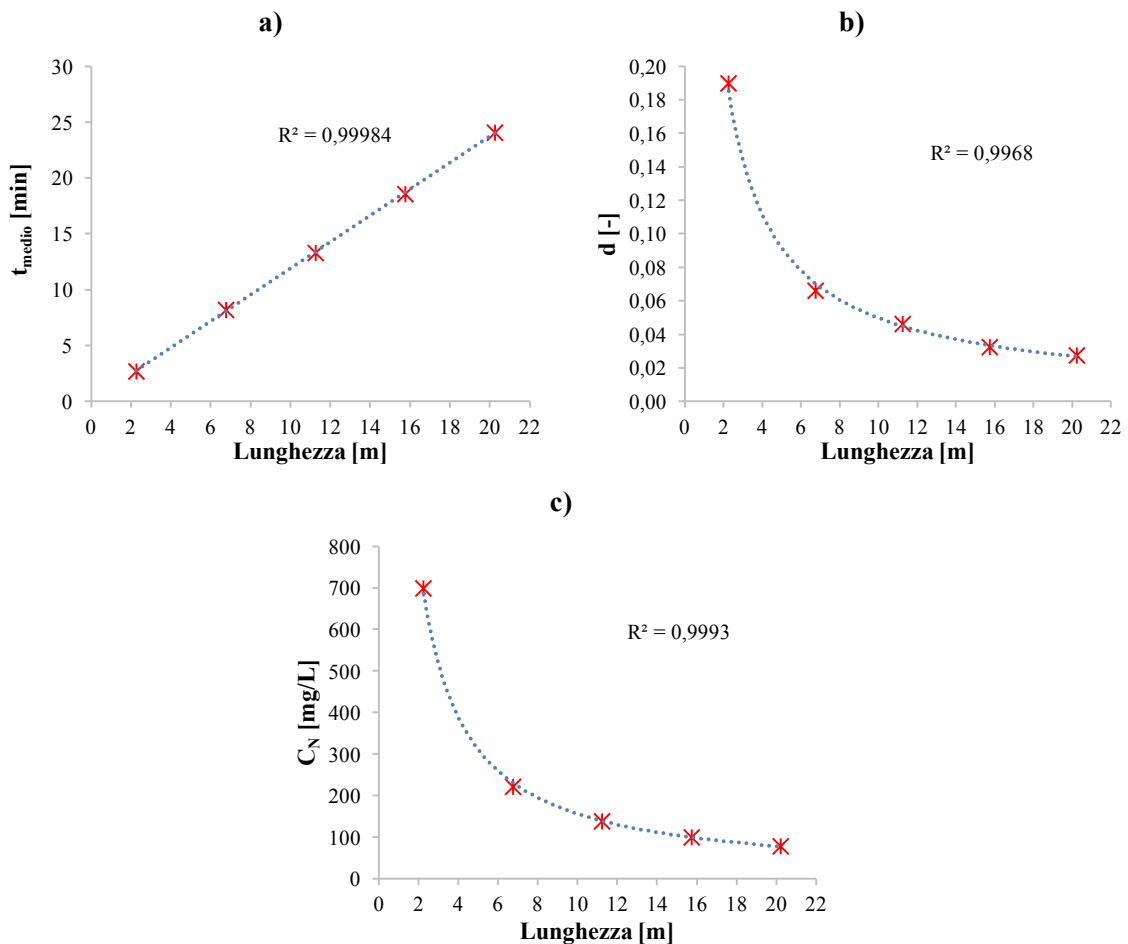 a)
30
25
20
15
10
5
0
t_medio [min]
R² = 0,99984
0 2 4 6 8 10 12 14 16 18 20 22
Lunghezza [m]
b)
0,20
0,18
0,16
0,14
0,12
0,10
0,08
0,06
0,04
0,02
0,00
d [-]
R² = 0,9968
0 2 4 6 8 10 12 14 16 18 20 22
Lunghezza [m]
c)
800
700
600
500
400
300
200
100
0
C_N [mg/L]
R² = 0,9993
0 2 4 6 8 10 12 14 16 18 20 22
Lunghezza [m]